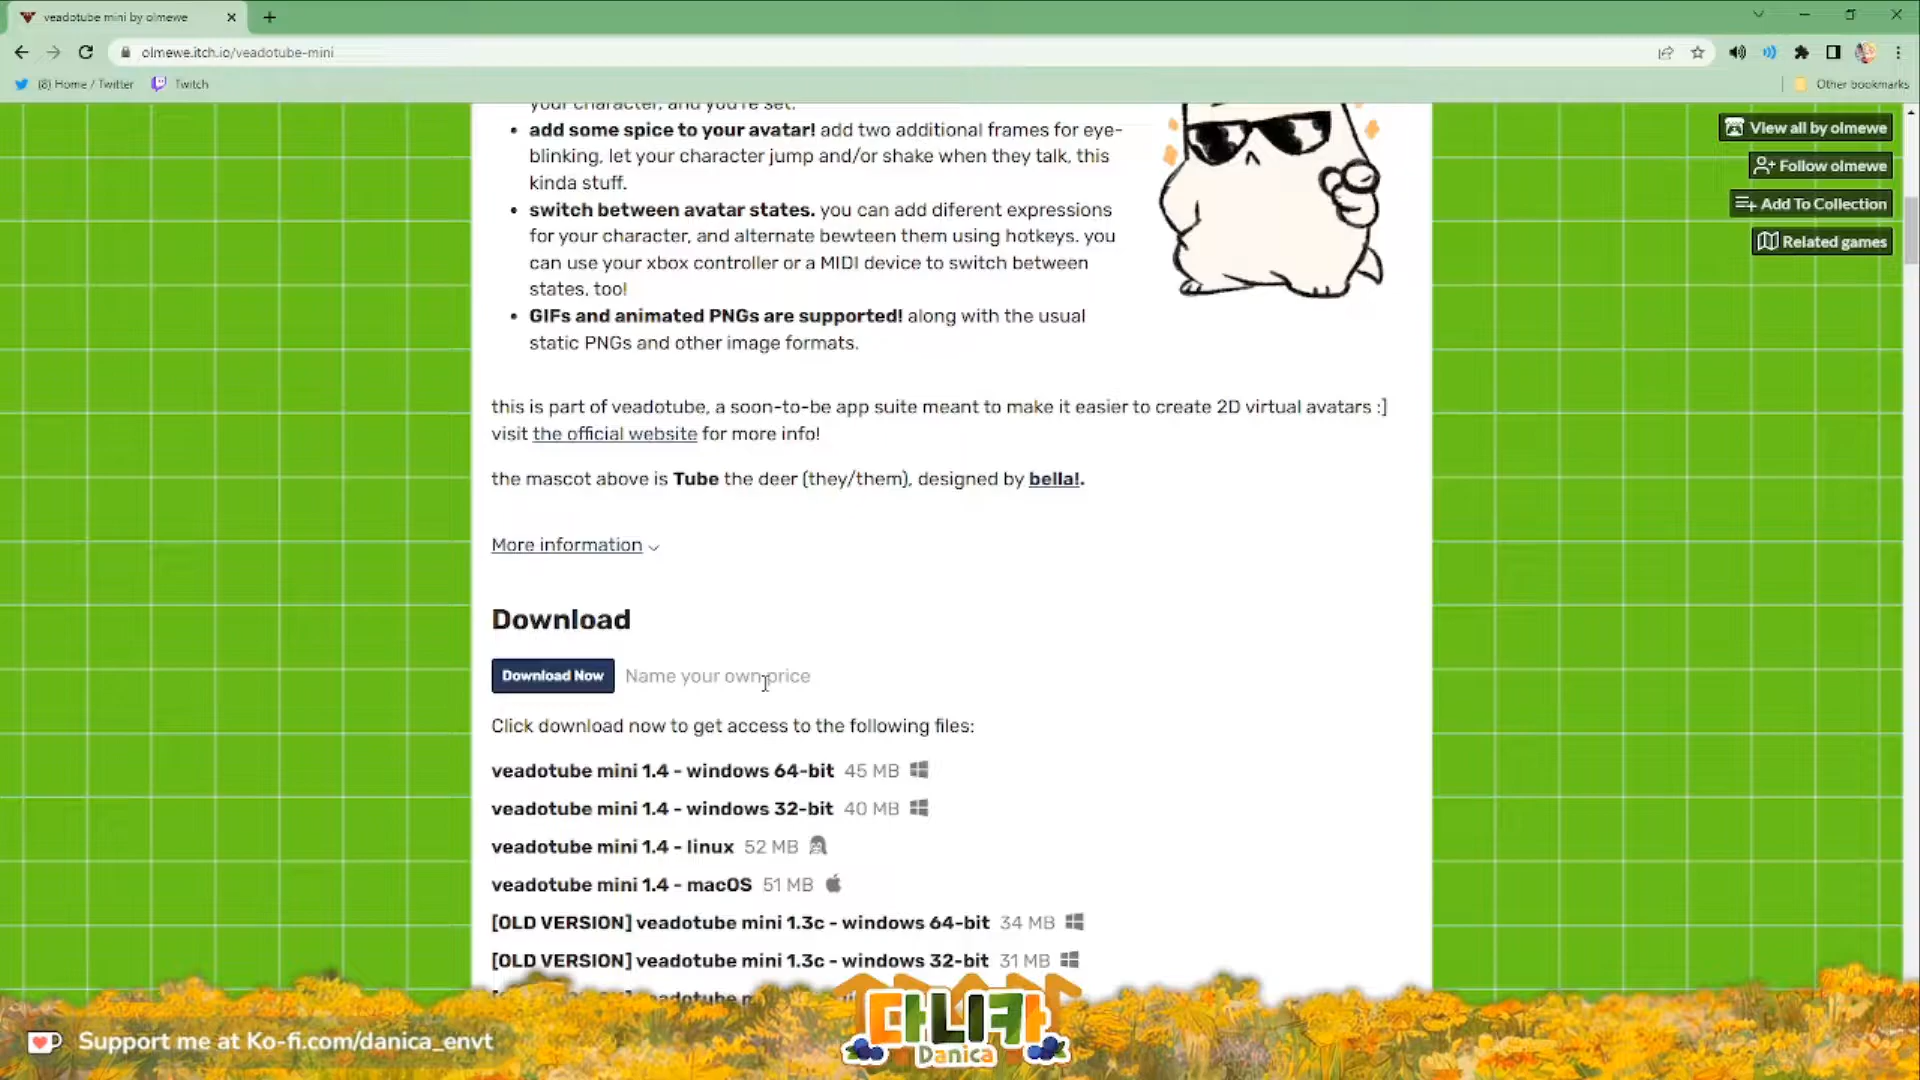 veadotube mini by olmewe
olmewe.itch.io/veadotube-mini
(8) Home / Twitter
Twitch
Other bookmarks
your character, and you're set.
add some spice to your avatar! add two additional frames for eye-
blinking, let your character jump and/or shake when they talk, this
kinda stuff.
switch between avatar states. you can add diferent expressions
for your character, and alternate bewteen them using hotkeys. you
can use your xbox controller or a MIDI device to switch between
states, too!
GIFs and animated PNGs are supported! along with the usual
static PNGs and other image formats.
View all by olmewe
Follow olmewe
Add To Collection
Related games
this is part of veadotube, a soon-to-be app suite meant to make it easier to create 2D virtual avatars :]
visit the official website for more info!
the mascot above is Tube the deer (they/them), designed by bella!.
More information
Download
Download Now Name your own price
Click download now to get access to the following files:
veadotube mini 1.4 - windows 64-bit 45 MB
veadotube mini 1.4 - windows 32-bit 40 MB
veadotube mini 1.4 - linux 52 MB
veadotube mini 1.4 - macOS 51 MB
[OLD VERSION] veadotube mini 1.3c - windows 64-bit 34 MB
[OLD VERSION] veadotube mini 1.3c - windows 32-bit 31 MB
다니카
Danica
Support me at Ko-fi.com/danica_envt